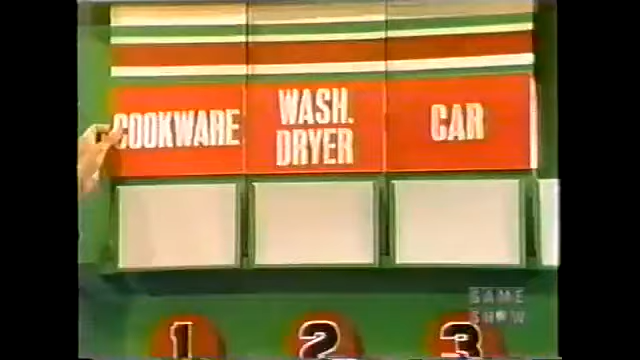 COOKWARE
WASH.
DRYER
CAR
1 2 3
GAME
SHOW